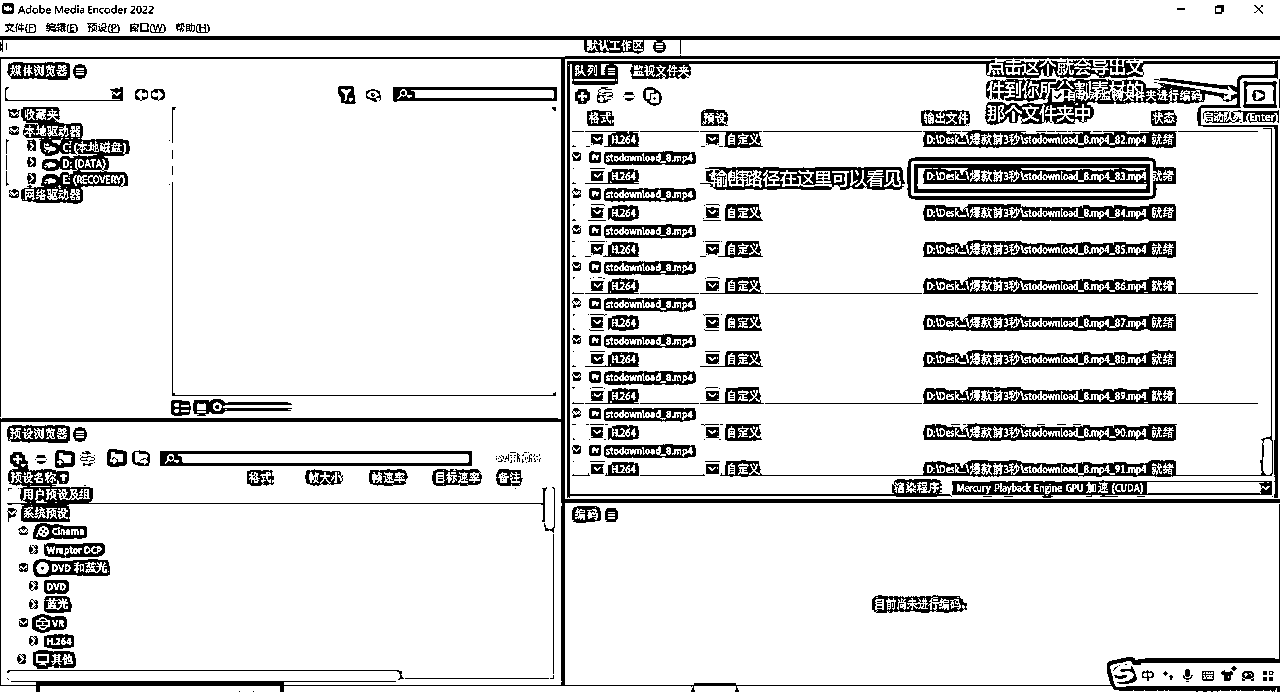 Adobe Media Encoder 2022
文件(F) 编辑(E) 预设(P) 窗口(W) 帮助(H)
默认工作区
媒体浏览器
收藏夹
本地驱动器
C: (本地磁盘)
D: (DATA)
E: (RECOVERY)
网络驱动器
队列 监视文件夹
点击这个就会导出文
件到你所有割素材的
那个文件夹中
夹进行编码
启动队列 (Enter)
格式 预设 输出文件 状态
H.264 自定义 D:\Desk...\爆款前3秒\stodownload_8.mp4_82.mp4 就绪
stodownload_8.mp4
H.264 D:\Desk...\爆款前3秒\stodownload_8.mp4_83.mp4 就绪
输出路径在这里可以看见
stodownload_8.mp4
H.264 自定义 D:\Desk...\爆款前3秒\stodownload_8.mp4_84.mp4 就绪
stodownload_8.mp4
H.264 自定义 D:\Desk...\爆款前3秒\stodownload_8.mp4_85.mp4 就绪
stodownload_8.mp4
H.264 自定义 D:\Desk...\爆款前3秒\stodownload_8.mp4_86.mp4 就绪
stodownload_8.mp4
H.264 自定义 D:\Desk...\爆款前3秒\stodownload_8.mp4_87.mp4 就绪
stodownload_8.mp4
H.264 自定义 D:\Desk...\爆款前3秒\stodownload_8.mp4_88.mp4 就绪
stodownload_8.mp4
H.264 自定义 D:\Desk...\爆款前3秒\stodownload_8.mp4_89.mp4 就绪
stodownload_8.mp4
H.264 自定义 D:\Desk...\爆款前3秒\stodownload_8.mp4_90.mp4 就绪
stodownload_8.mp4
H.264 自定义 D:\Desk...\爆款前3秒\stodownload_8.mp4_91.mp4 就绪
渲染程序: Mercury Playback Engine GPU 加速 (CUDA)
预设浏览器
预设名称 格式 帧大小 帧速率 目标速率 备注
用户预设及组
系统预设
Cinema
Wraptor DCP
DVD 和蓝光
DVD
蓝光
VR
H.264
其他
编码
目前尚未进行编码。
中